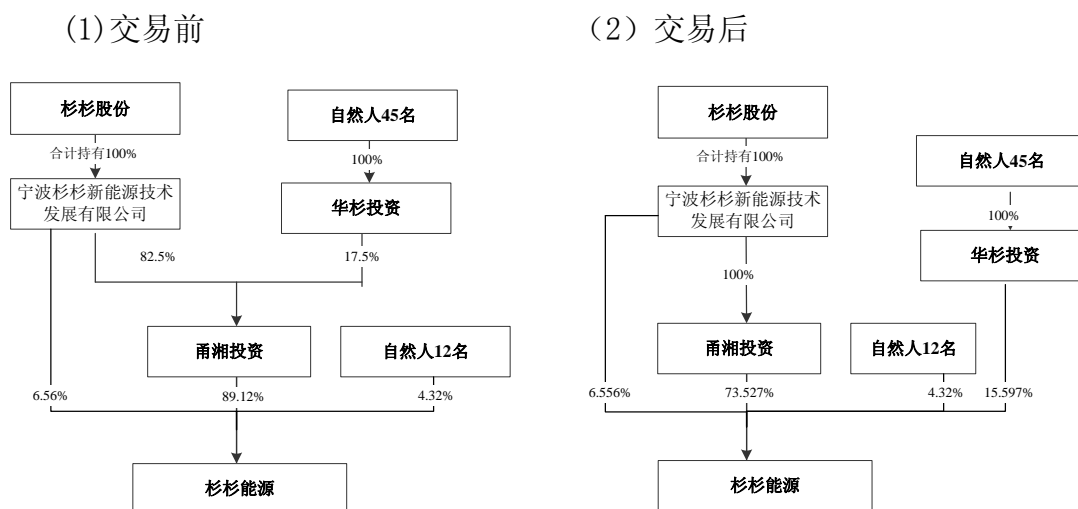 (1)交易前
杉杉股份
自然人45名
合计持有100%
100%
宁波杉杉新能源技术
发展有限公司
华杉投资
82.5%
17.5%
甬湘投资
自然人12名
6.56%
89.12%
4.32%
杉杉能源
（2）交易后
杉杉股份
合计持有100%
自然人45名
宁波杉杉新能源技术
发展有限公司
100%
华杉投资
100%
甬湘投资
自然人12名
6.556%
73.527%
4.32%
15.597%
杉杉能源